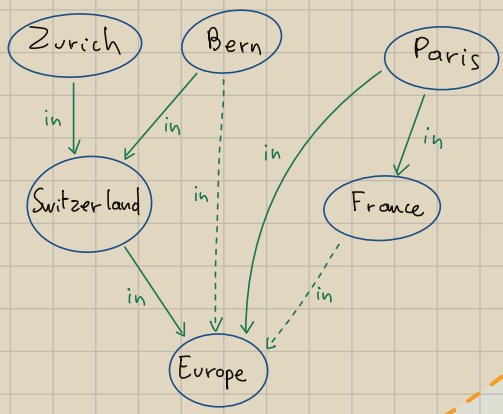 Zurich
Bern
Paris
in
in
in
in
in
Switzerland
France
in
in
Europe